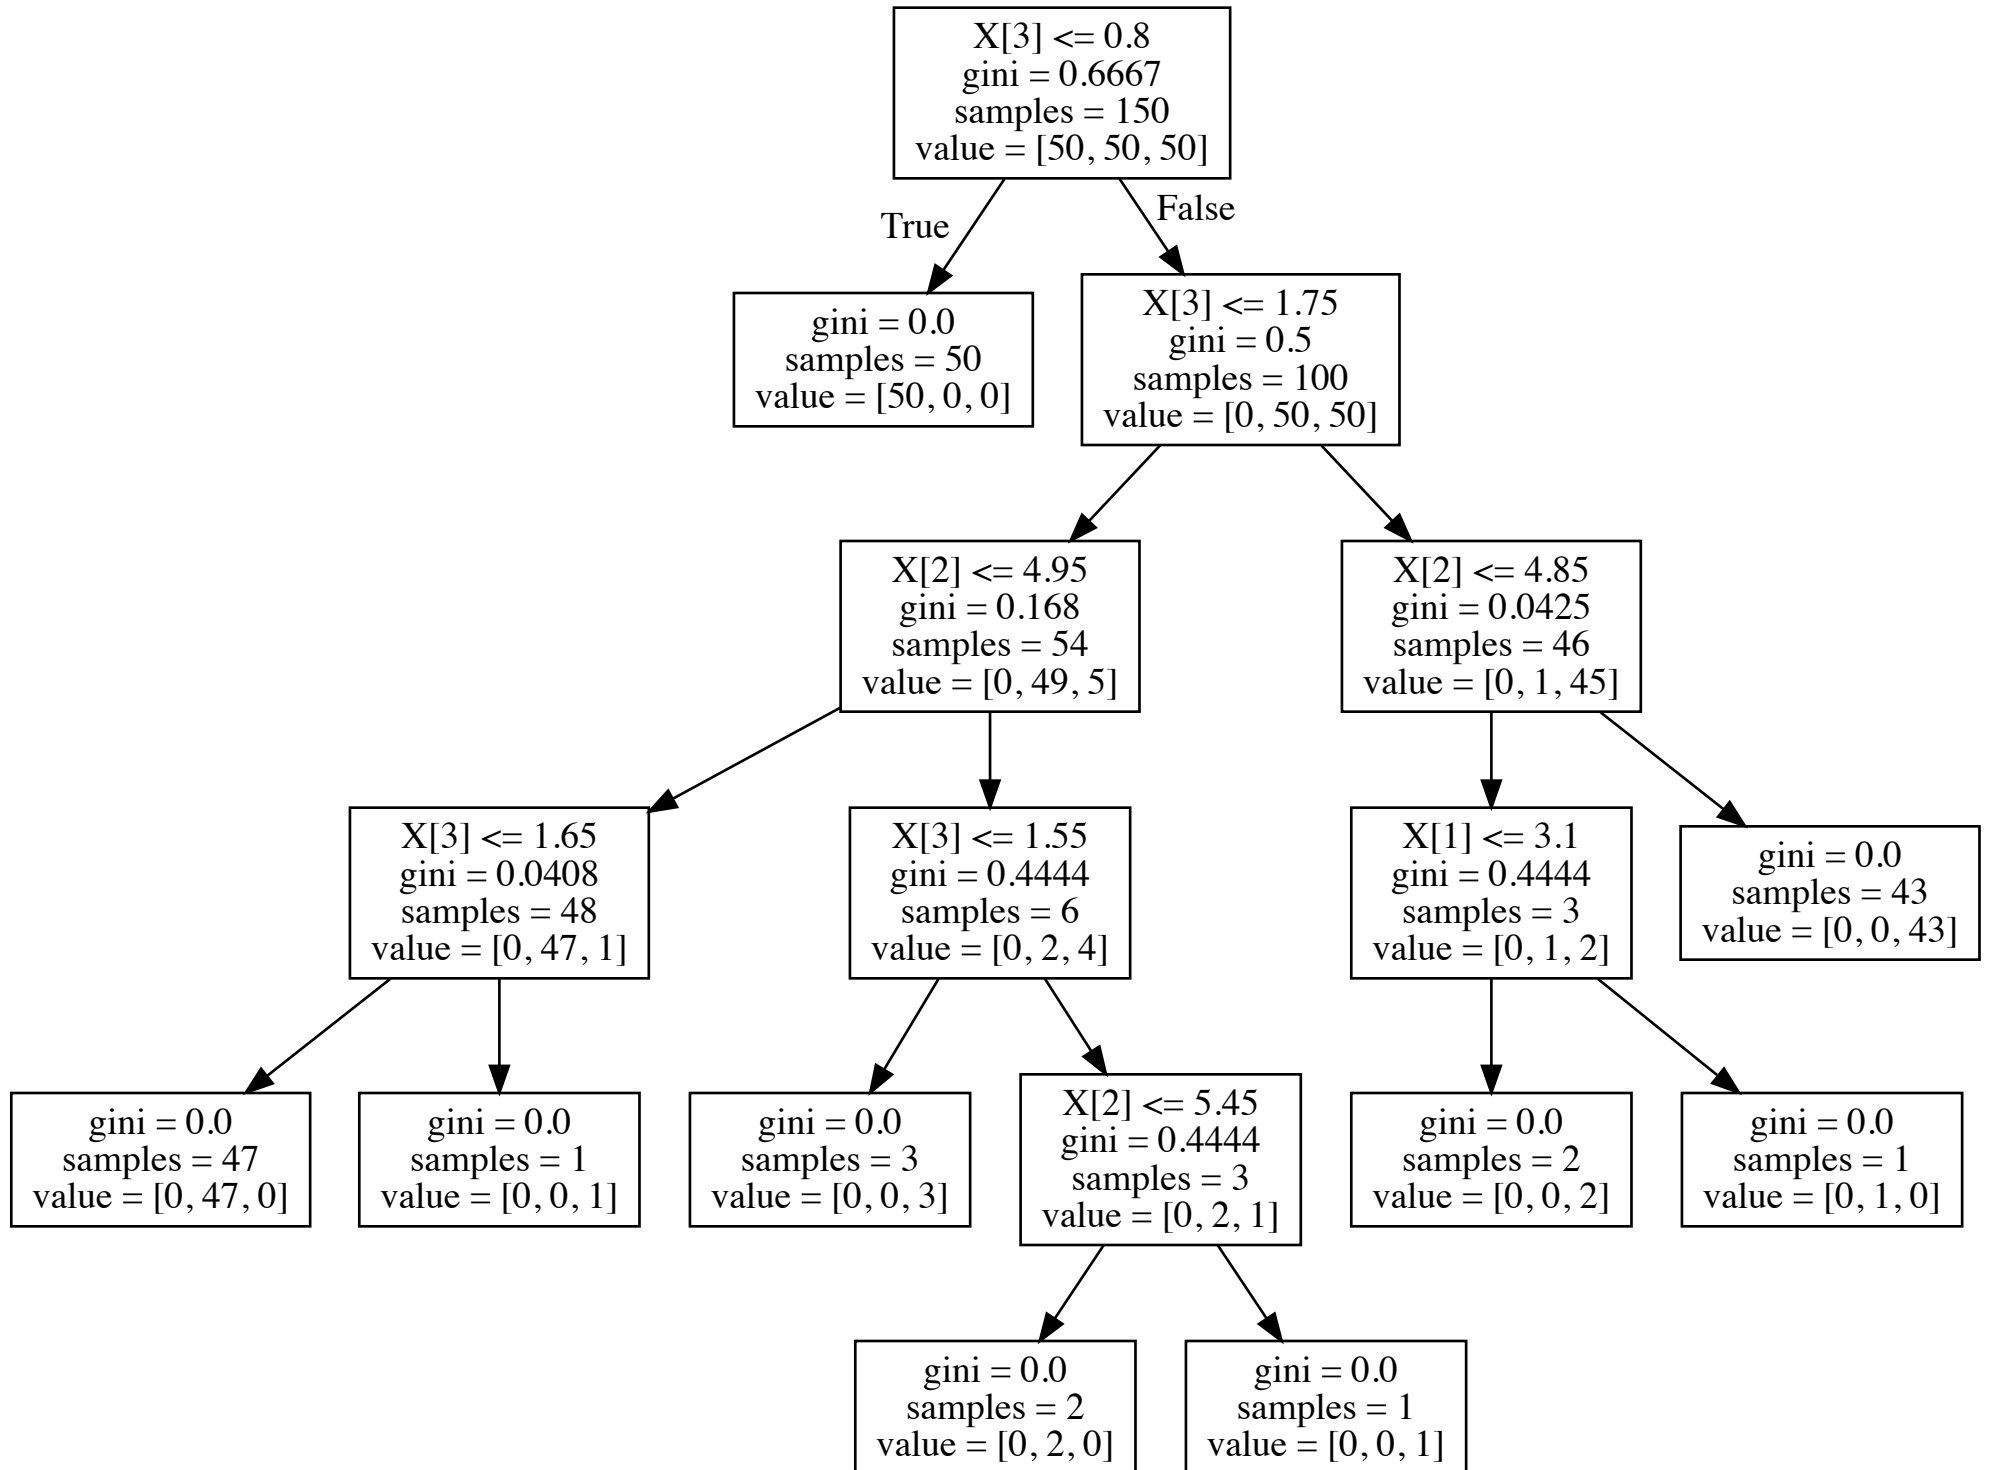 X[3] <= 0.8
gini = 0.6667
samples = 150
value = [50, 50, 50]
True
False
gini = 0.0
samples = 50
value = [50, 0, 0]
X[3] <= 1.75
gini = 0.5
samples = 100
value = [0, 50, 50]
X[2] <= 4.95
gini = 0.168
samples = 54
value = [0, 49, 5]
X[2] <= 4.85
gini = 0.0425
samples = 46
value = [0, 1, 45]
X[3] <= 1.65
gini = 0.0408
samples = 48
value = [0, 47, 1]
X[3] <= 1.55
gini = 0.4444
samples = 6
value = [0, 2, 4]
X[1] <= 3.1
gini = 0.4444
samples = 3
value = [0, 1, 2]
gini = 0.0
samples = 43
value = [0, 0, 43]
gini = 0.0
samples = 47
value = [0, 47, 0]
gini = 0.0
samples = 1
value = [0, 0, 1]
gini = 0.0
samples = 3
value = [0, 0, 3]
X[2] <= 5.45
gini = 0.4444
samples = 3
value = [0, 2, 1]
gini = 0.0
samples = 2
value = [0, 0, 2]
gini = 0.0
samples = 1
value = [0, 1, 0]
gini = 0.0
samples = 2
value = [0, 2, 0]
gini = 0.0
samples = 1
value = [0, 0, 1]